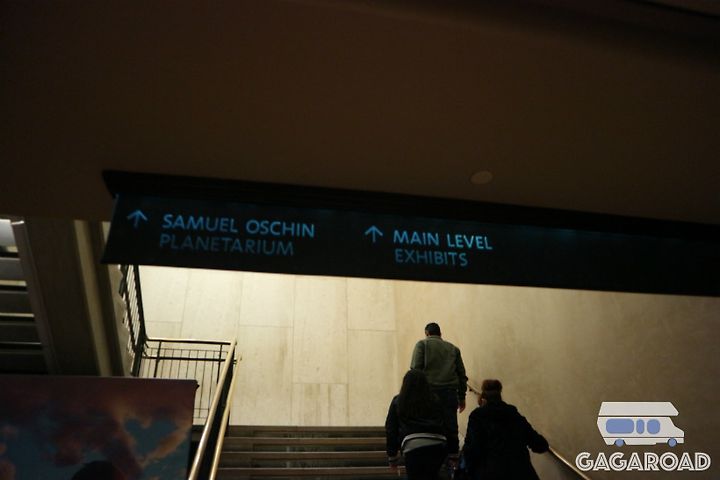 ↑ SAMUEL OSCHIN
PLANETARIUM
↑ MAIN LEVEL
EXHIBITS
GAGAROAD